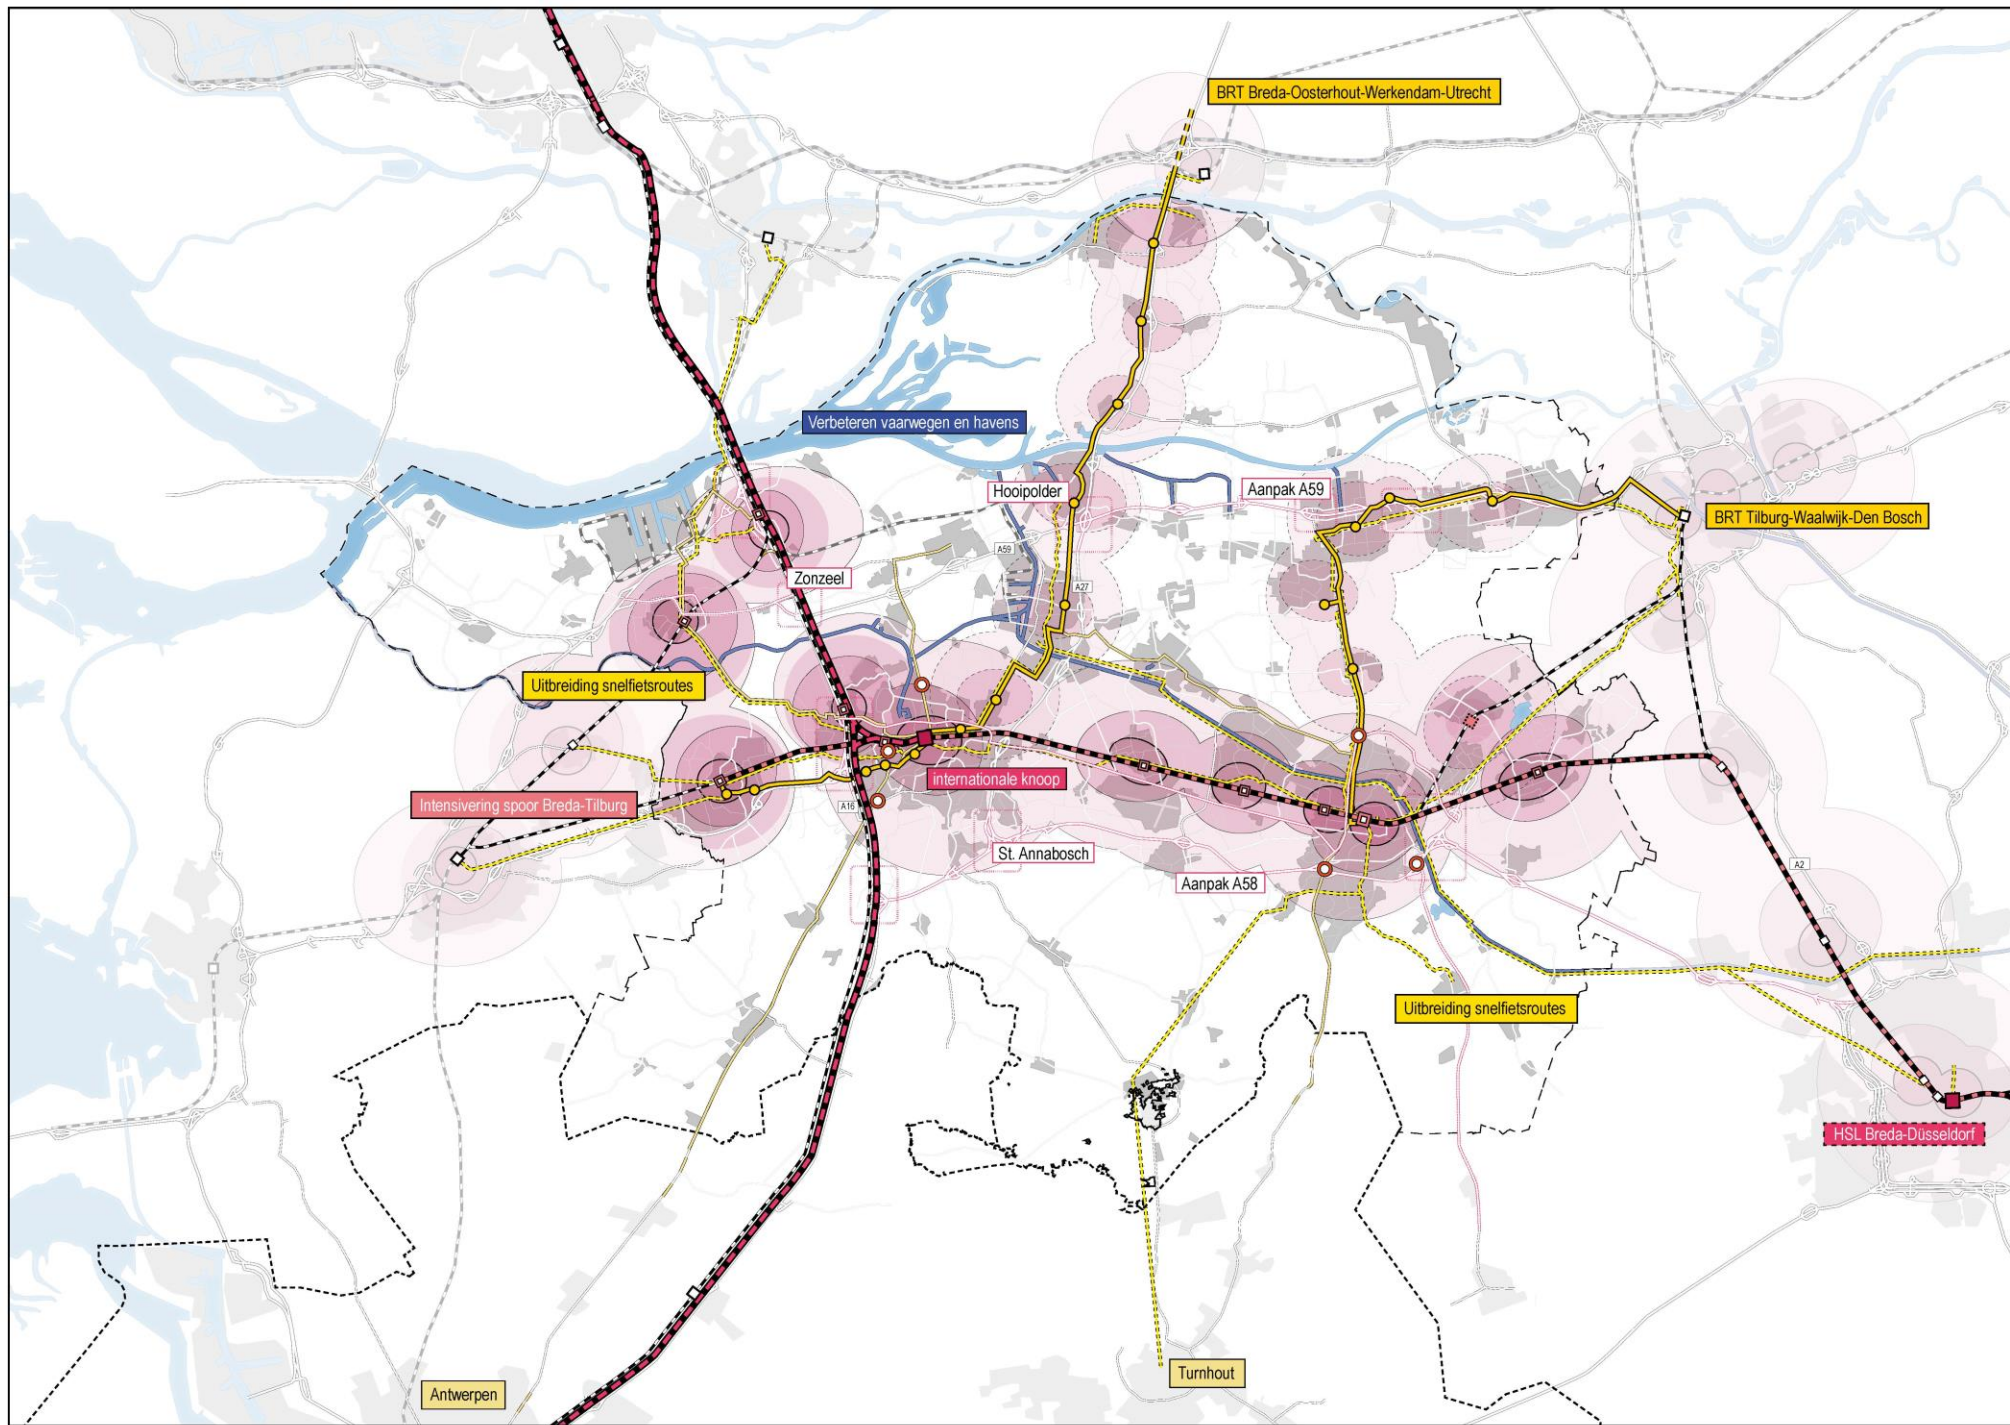 BRT Breda-Oosterhout-Werkendam-Utrecht
Verbeteren vaarwegen en havens
Hooipolder
Aanpak A59
BRT Tilburg-Waalwijk-Den Bosch
A59
Zonzeel
A27
Uitbreiding snelfietsroutes
internationale knoop
Intensivering spoor Breda-Tilburg
A16
St. Annabosch
A2
Aanpak A58
Uitbreiding snelfietsroutes
HSL Breda-Düsseldorf
Turnhout
Antwerpen